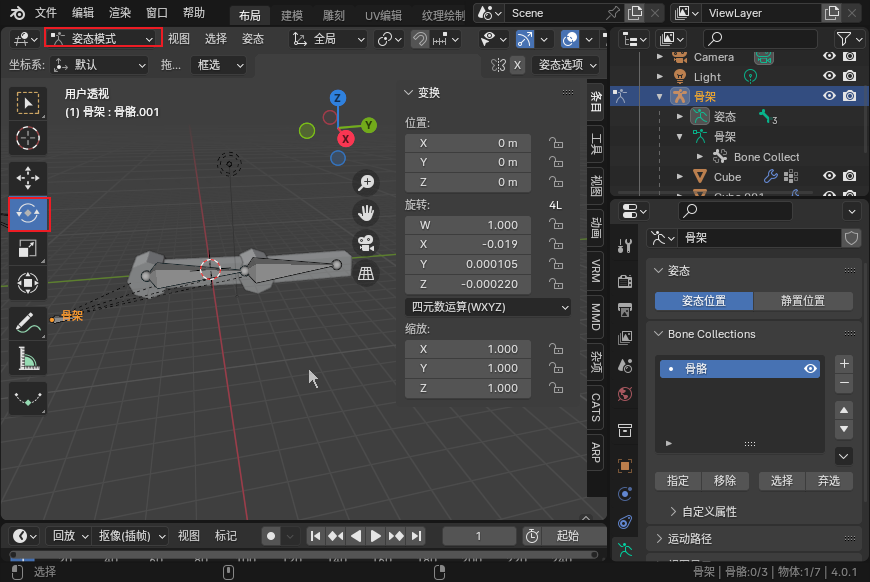 文件 编辑 渲染 窗口 帮助 布局 建模 雕刻 UV编辑 纹理绘制 Scene ViewLayer
姿态模式 视图 选择 姿态 全局
坐标系: 默认 拖... 框选 X 姿态选项
用户透视
(1) 骨架 : 骨骼.001
Z
Y
X
骨架
变换
位置:
X 0 m
Y 0 m
Z 0 m
旋转: 4L
W 1.000
X -0.019
Y 0.000105
Z -0.000220
四元数运算(WXYZ)
缩放:
X 1.000
Y 1.000
Z 1.000
条目
工具
视图
动画
VRM
MMD
杂项
CATS
ARP
Camera
Light
骨架
姿态 3
骨架
Bone Collect
Cube
Cube.001
骨架
姿态
姿态位置 静置位置
Bone Collections
骨骼
指定 移除 选择 弃选
自定义属性
运动路径
回放 抠像(插帧) 视图 标记 1 起始
选择
骨架 | 骨骼:0/3 | 物体:1/7 | 4.0.1